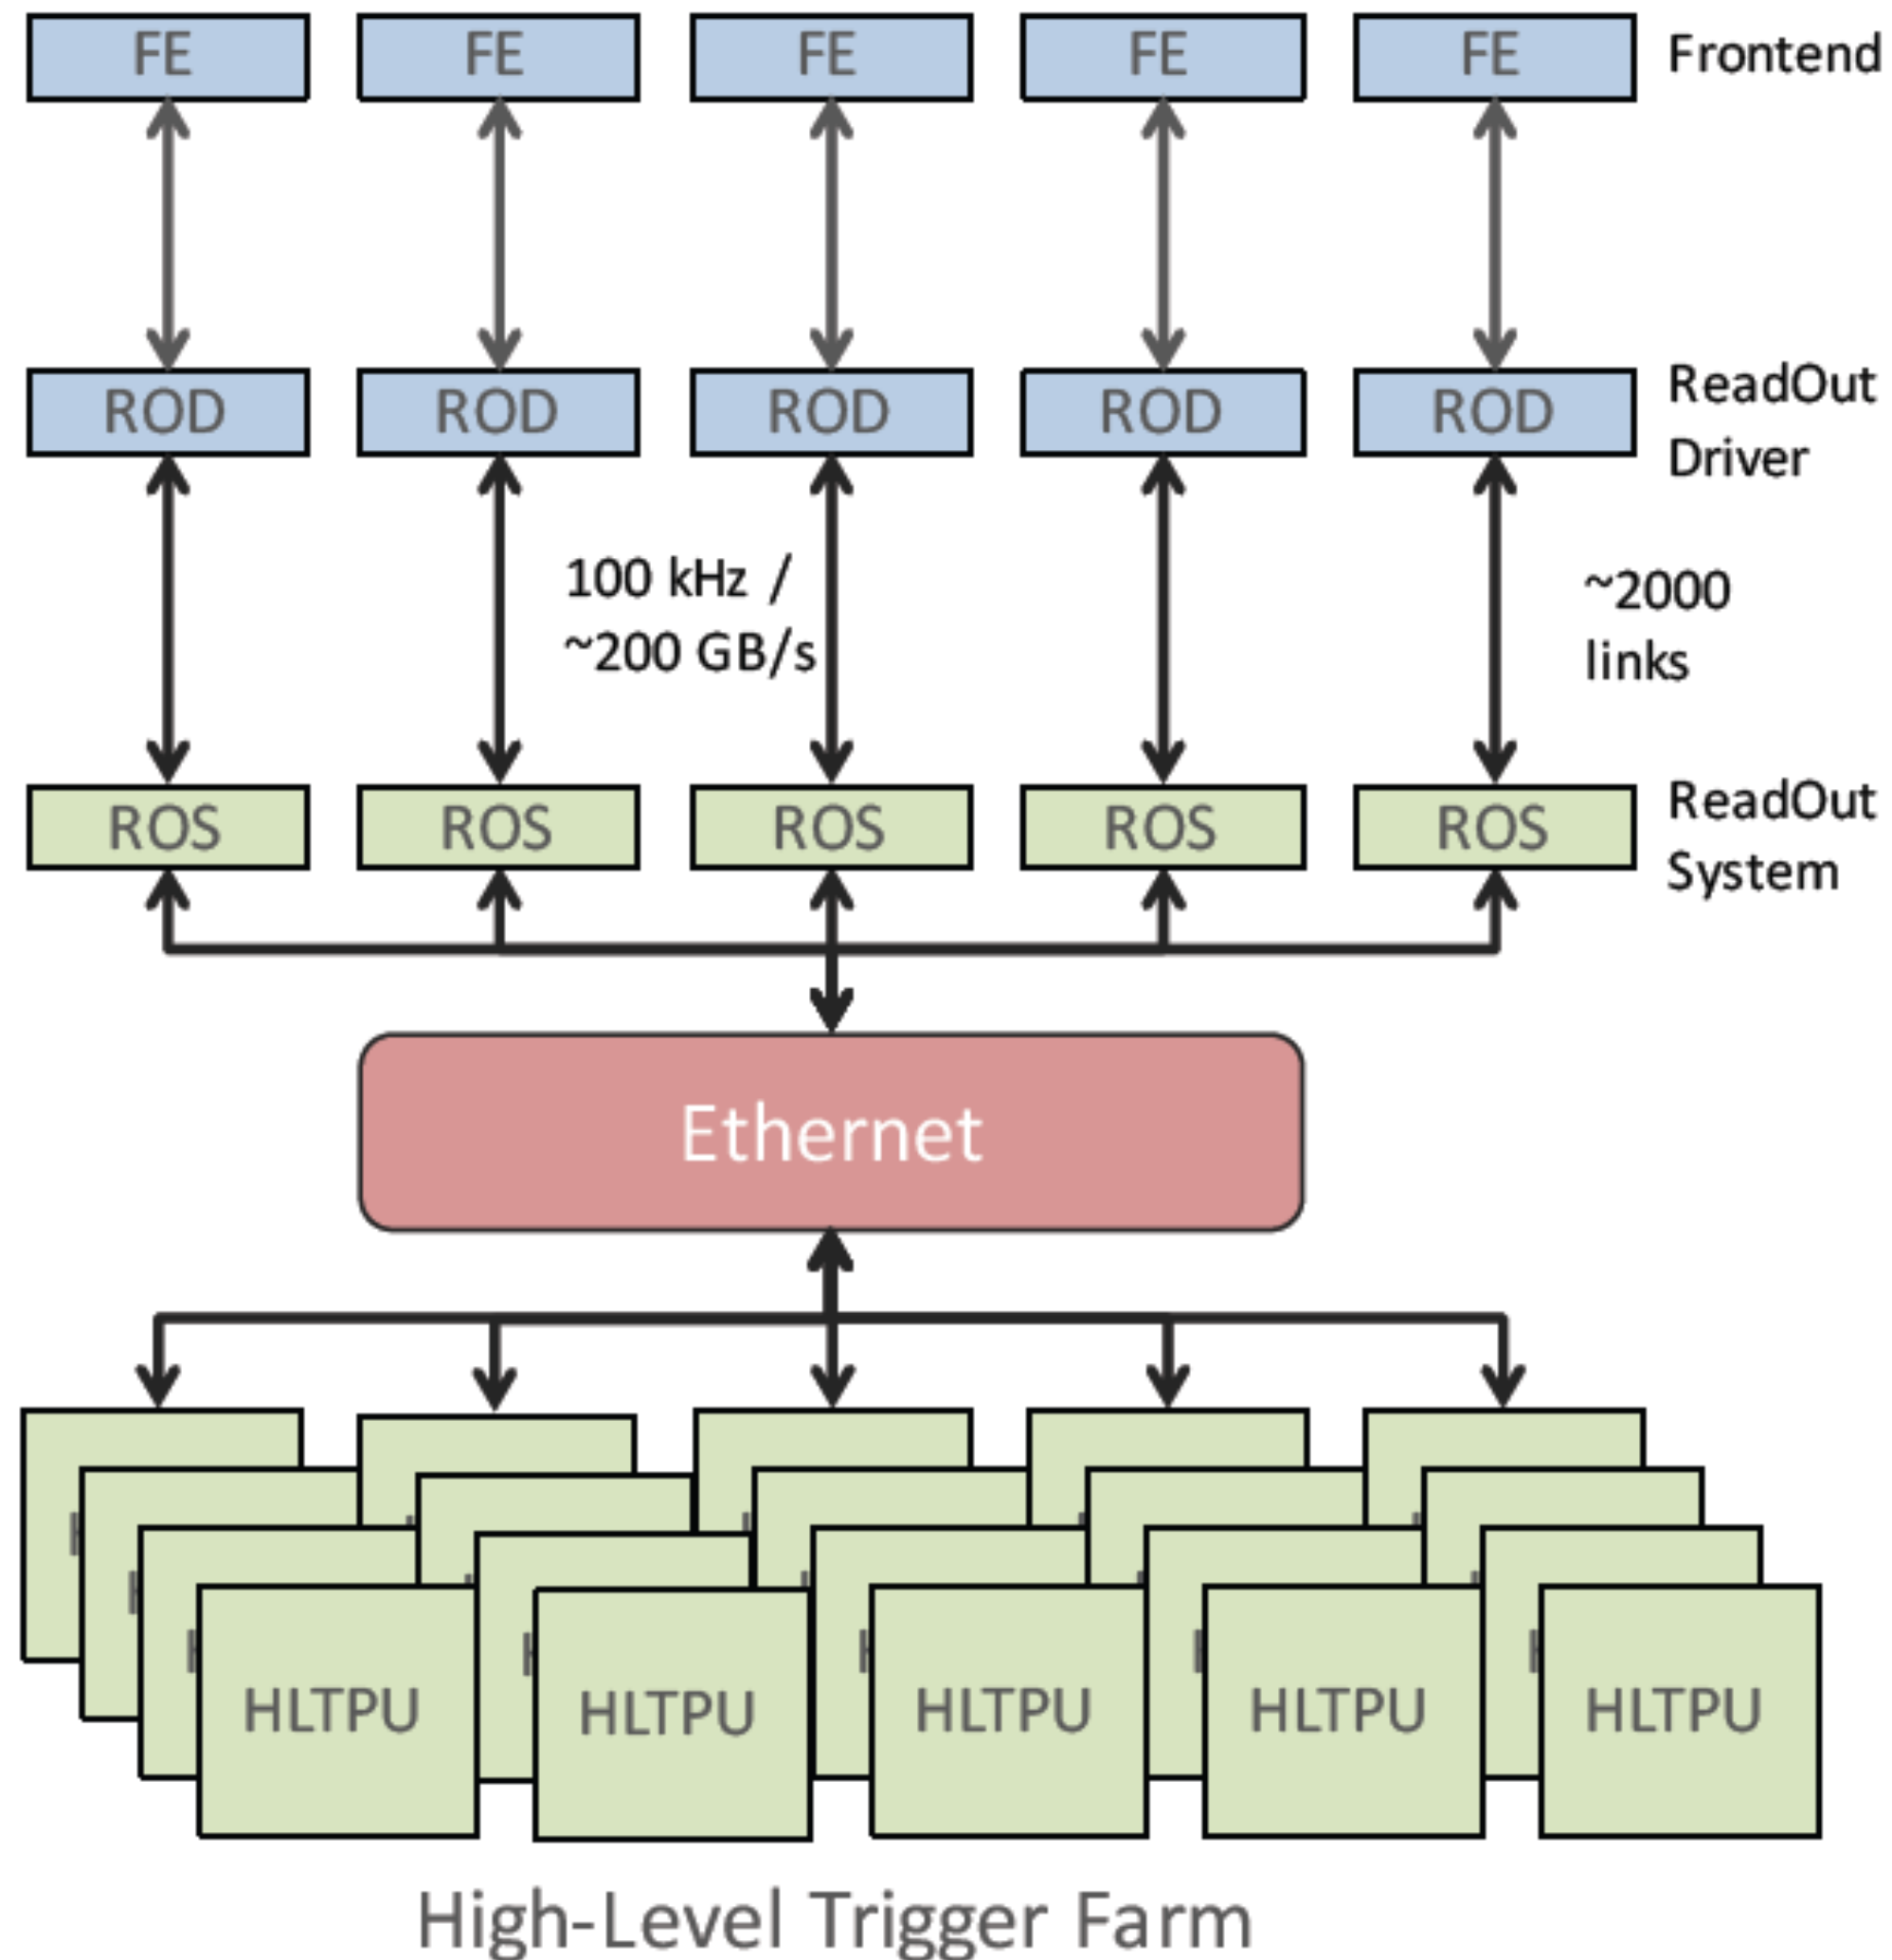 FE FE FE FE FE Frontend
ROD ROD ROD ROD ROD ReadOut
Driver
100 kHz /
~200 GB/s
~2000
links
ROS ROS ROS ROS ROS ReadOut
System
Ethernet
HLTPU HLTPU HLTPU HLTPU HLTPU
High-Level Trigger Farm